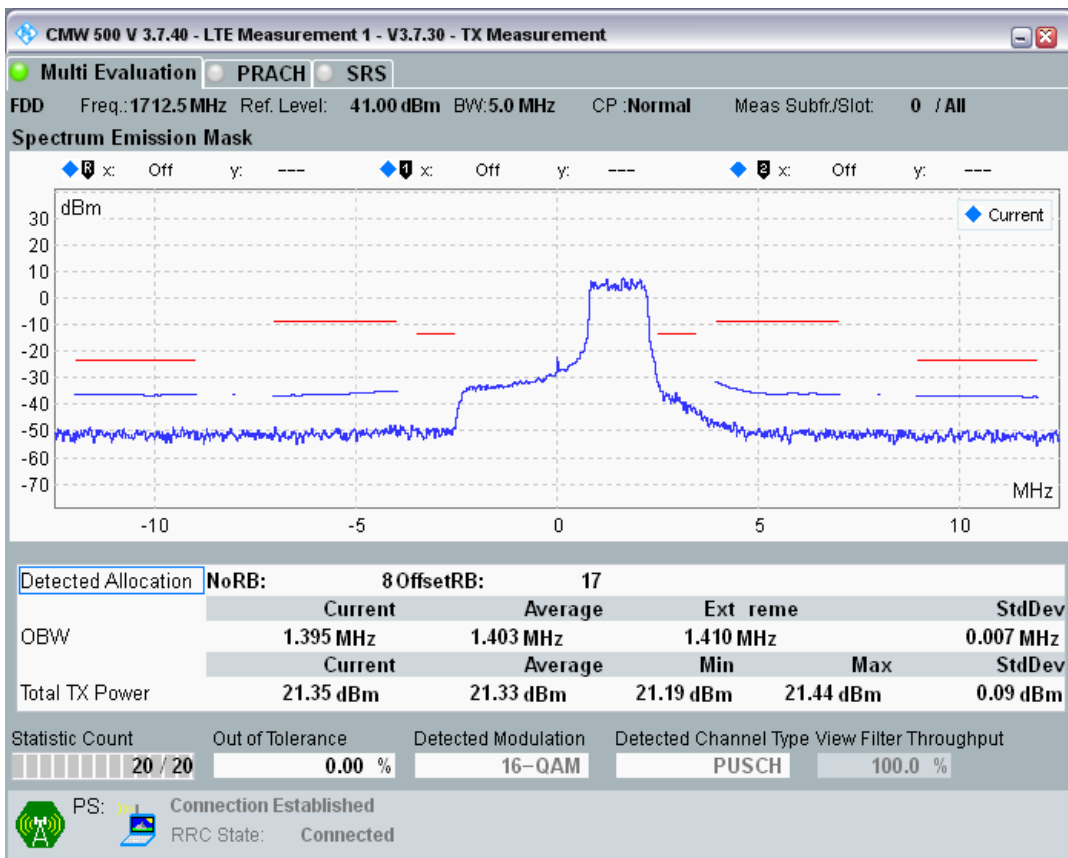 CMW 500 V 3.7.40 - LTE Measurement 1 - V3.7.30 - TX Measurement
Multi Evaluation PRACH SRS
FDD Freq.:1712.5 MHz Ref. Level: 41.00 dBm BW:5.0 MHz CP :Normal Meas Subfr./Slot: 0 / All
Spectrum Emission Mask
R x: Off y: --- 1 x: Off y: --- 2 x: Off y: ---
dBm
Current
30
20
10
0
-10
-20
-30
-40
-50
-60
-70
MHz
-10 -5 0 5 10
Detected Allocation NoRB: 8 OffsetRB: 17
Current Average Ext reme StdDev
OBW 1.395 MHz 1.403 MHz 1.410 MHz 0.007 MHz
Current Average Min Max StdDev
Total TX Power 21.35 dBm 21.33 dBm 21.19 dBm 21.44 dBm 0.09 dBm
Statistic Count Out of Tolerance Detected Modulation Detected Channel Type View Filter Throughput
20 / 20 0.00 % 16-QAM PUSCH 100.0 %
PS: Connection Established
RRC State: Connected